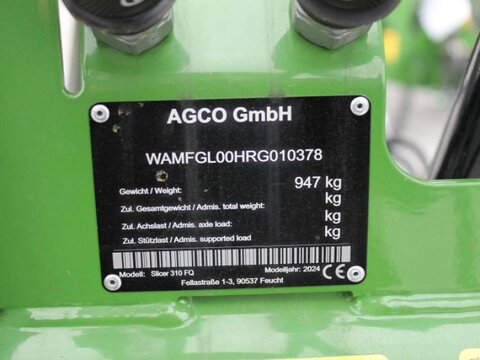 AGCO GmbH
WAMFGL00HRG010378
Gewicht / Weight: 947 kg
Zul. Gesamtgewicht / Admis. total weight: kg
Zul. Achslast / Admis. axle load: kg
Zul. Stützlast / Admis. supported load kg
Modell: Slicer 310 FQ Modelljahr: 2024 CE
Fellastraße 1-3, 90537 Feucht